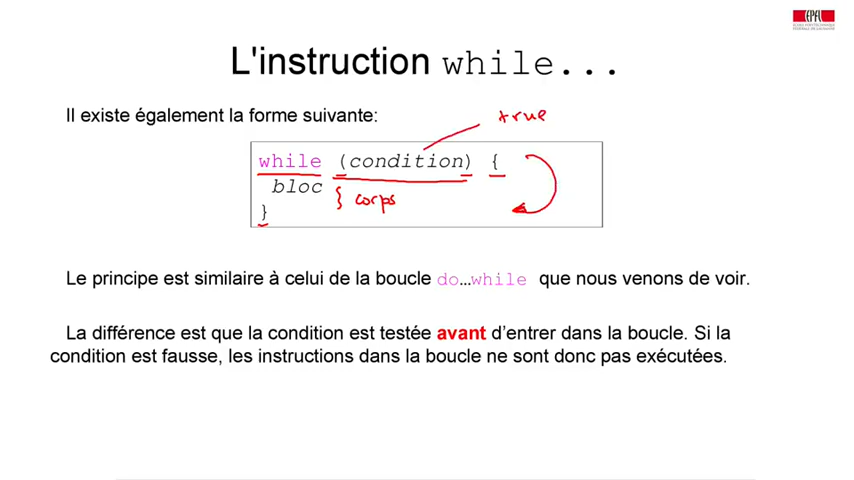 EPFL
L'instruction while...
Il existe également la forme suivante:
true
while (condition) {
bloc
} corps
}
Le principe est similaire à celui de la boucle do…while que nous venons de voir.
La différence est que la condition est testée avant d'entrer dans la boucle. Si la
condition est fausse, les instructions dans la boucle ne sont donc pas exécutées.